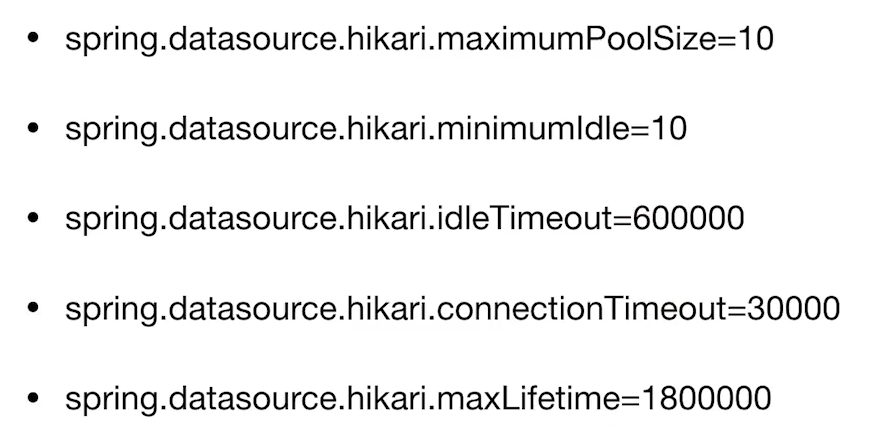 • spring.datasource.hikari.maximumPoolSize=10
• spring.datasource.hikari.minimumIdle=10
• spring.datasource.hikari.idleTimeout=600000
• spring.datasource.hikari.connectionTimeout=30000
• spring.datasource.hikari.maxLifetime=1800000